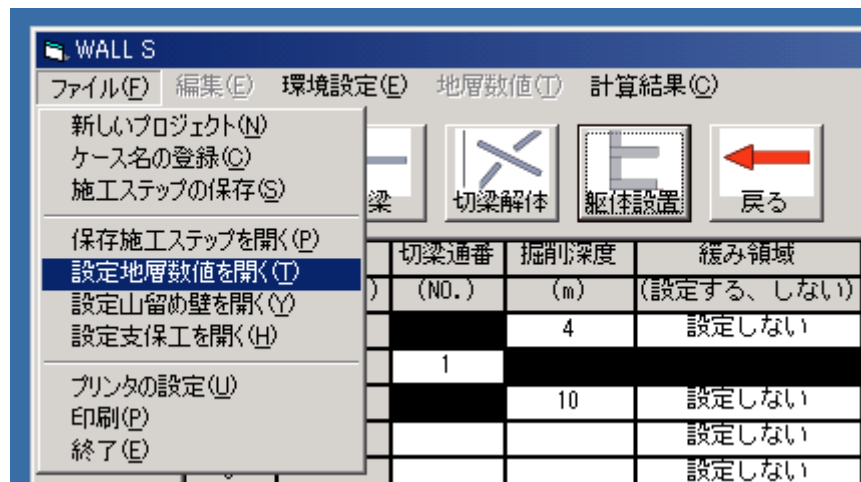 WALL S
ファイル(F) 編集(E) 環境設定(E) 地層数値(T) 計算結果(C)
新しいプロジェクト(N)
ケース名の登録(C)
施工ステップの保存(S)
保存施工ステップを開く(P)
設定地層数値を開く(T)
設定山留め壁を開く(Y)
設定支保工を開く(H)
プリンタの設定(U)
印刷(P)
終了(E)
梁 切梁解体 躯体設置 戻る
切梁通番 掘削深度 緩み領域
) (NO.) (m) (設定する、しない)
4 設定しない
1
10 設定しない
設定しない
設定しない